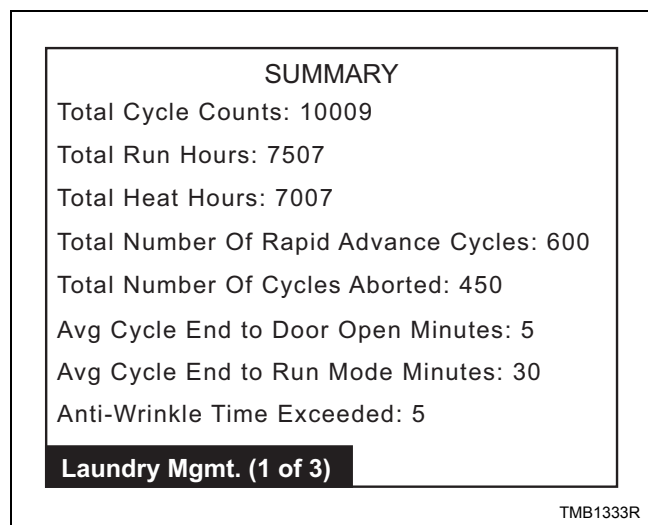 SUMMARY
Total Cycle Counts: 10009
Total Run Hours: 7507
Total Heat Hours: 7007
Total Number Of Rapid Advance Cycles: 600
Total Number Of Cycles Aborted: 450
Avg Cycle End to Door Open Minutes: 5
Avg Cycle End to Run Mode Minutes: 30
Anti-Wrinkle Time Exceeded: 5
Laundry Mgmt. (1 of 3)
TMB1333R